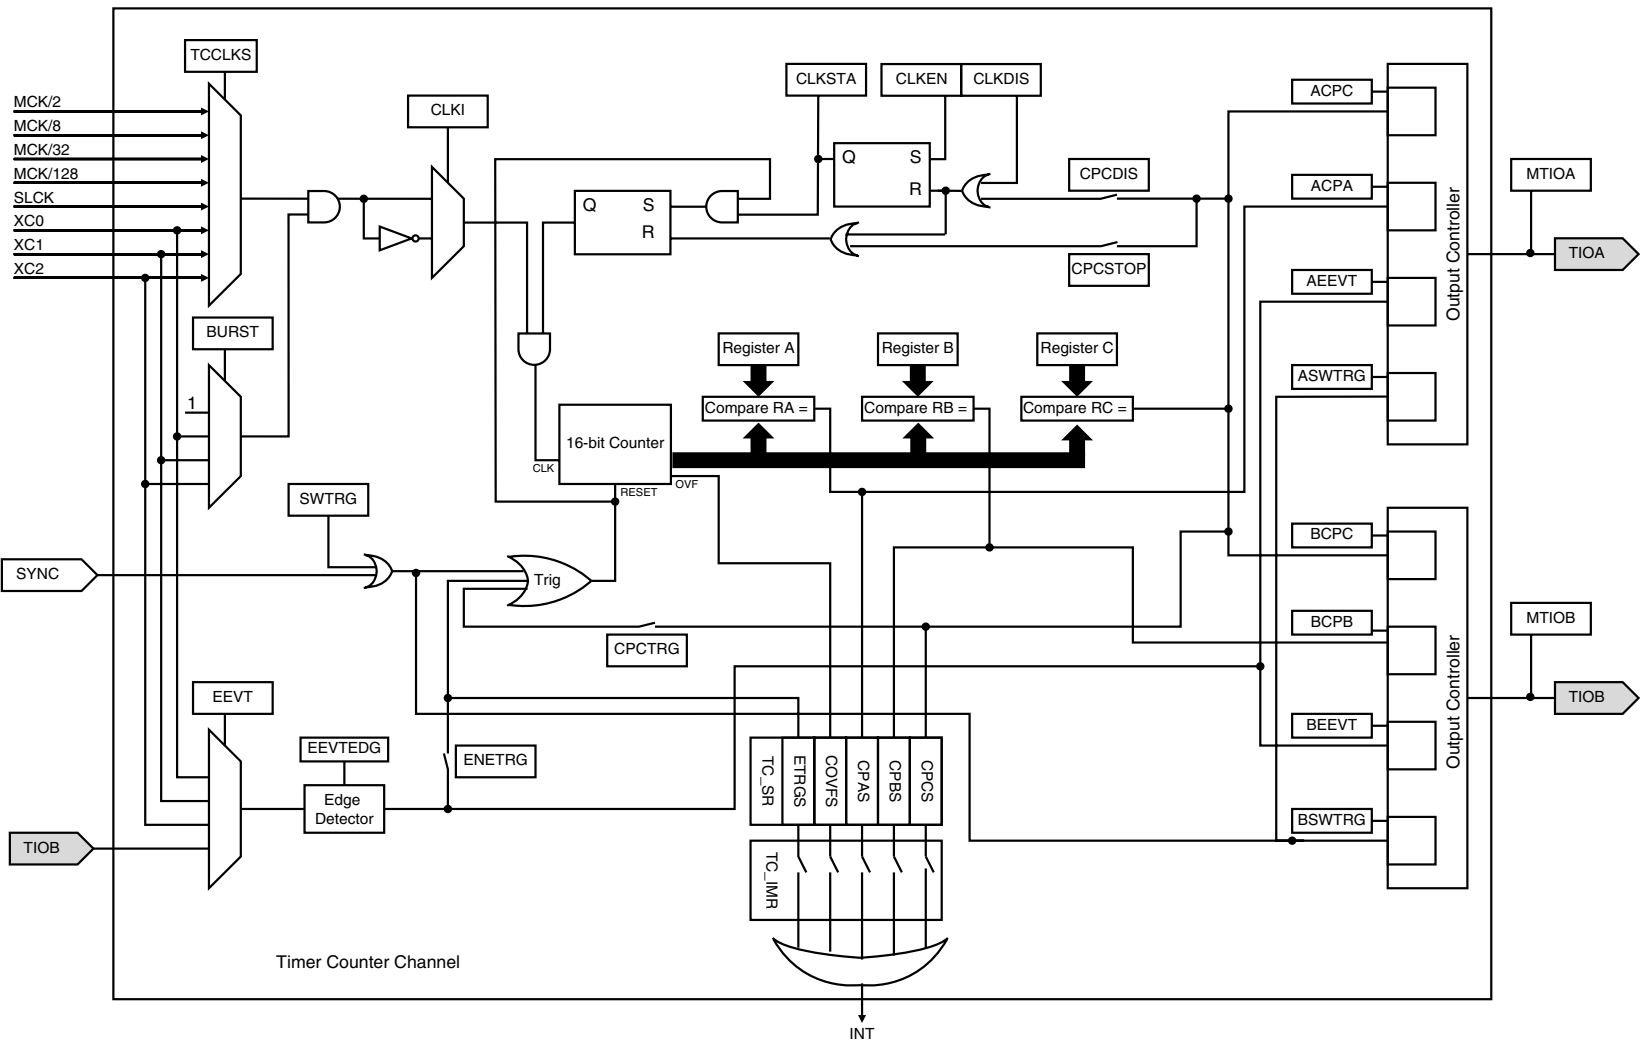 TCCLKS
MCK/2
MCK/8
MCK/32
MCK/128
SLCK
XC0
XC1
XC2
CLKI
CLKSTA
CLKEN
CLKDIS
Q
S
R
Q
S
R
CPCDIS
CPCSTOP
ACPC
ACPA
AEEVT
ASWTRG
Output Controller
MTIOA
TIOA
BURST
1
Register A
Register B
Register C
Compare RA =
Compare RB =
Compare RC =
16-bit Counter
CLK
RESET
OVF
SWTRG
SYNC
Trig
CPCTRG
BCPC
BCPB
BEEVT
BSWTRG
Output Controller
MTIOB
TIOB
EEVT
EEVTEDG
Edge
Detector
ENETRG
TIOB
TC_SR
ETRGS
COVFS
CPAS
CPBS
CPCS
TC_IMR
Timer Counter Channel
INT